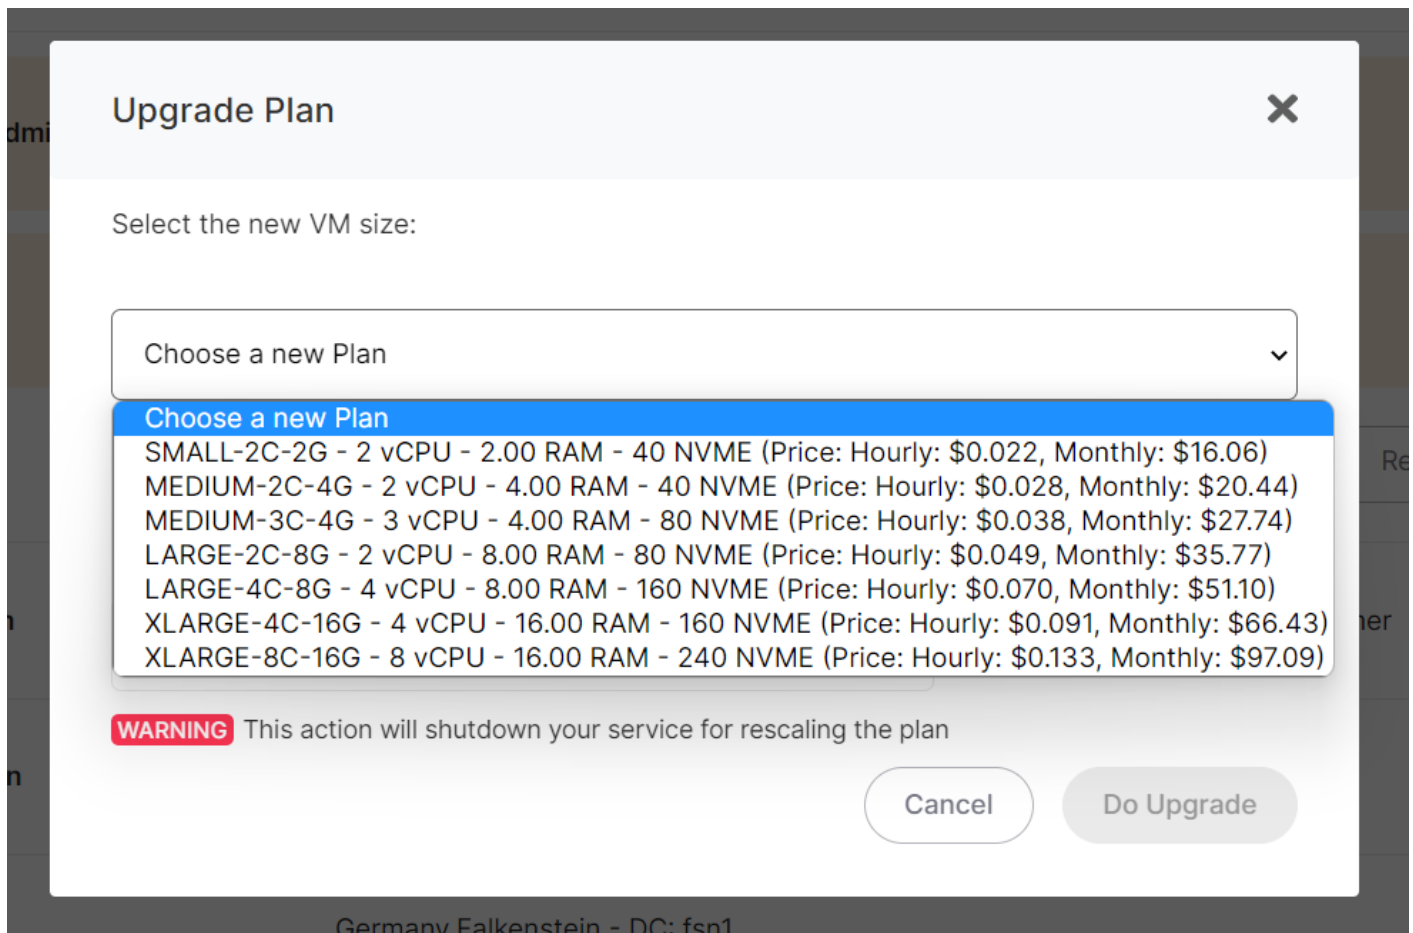 Upgrade Plan
Select the new VM size:
Choose a new Plan
Choose a new Plan
SMALL-2C-2G - 2 vCPU - 2.00 RAM - 40 NVME (Price: Hourly: $0.022, Monthly: $16.06)
MEDIUM-2C-4G - 2 vCPU - 4.00 RAM - 40 NVME (Price: Hourly: $0.028, Monthly: $20.44)
MEDIUM-3C-4G - 3 vCPU - 4.00 RAM - 80 NVME (Price: Hourly: $0.038, Monthly: $27.74)
LARGE-2C-8G - 2 vCPU - 8.00 RAM - 80 NVME (Price: Hourly: $0.049, Monthly: $35.77)
LARGE-4C-8G - 4 vCPU - 8.00 RAM - 160 NVME (Price: Hourly: $0.070, Monthly: $51.10)
XLARGE-4C-16G - 4 vCPU - 16.00 RAM - 160 NVME (Price: Hourly: $0.091, Monthly: $66.43)
XLARGE-8C-16G - 8 vCPU - 16.00 RAM - 240 NVME (Price: Hourly: $0.133, Monthly: $97.09)
WARNING This action will shutdown your service for rescaling the plan
Cancel Do Upgrade
Germany Falkenstein - DC: fsn1